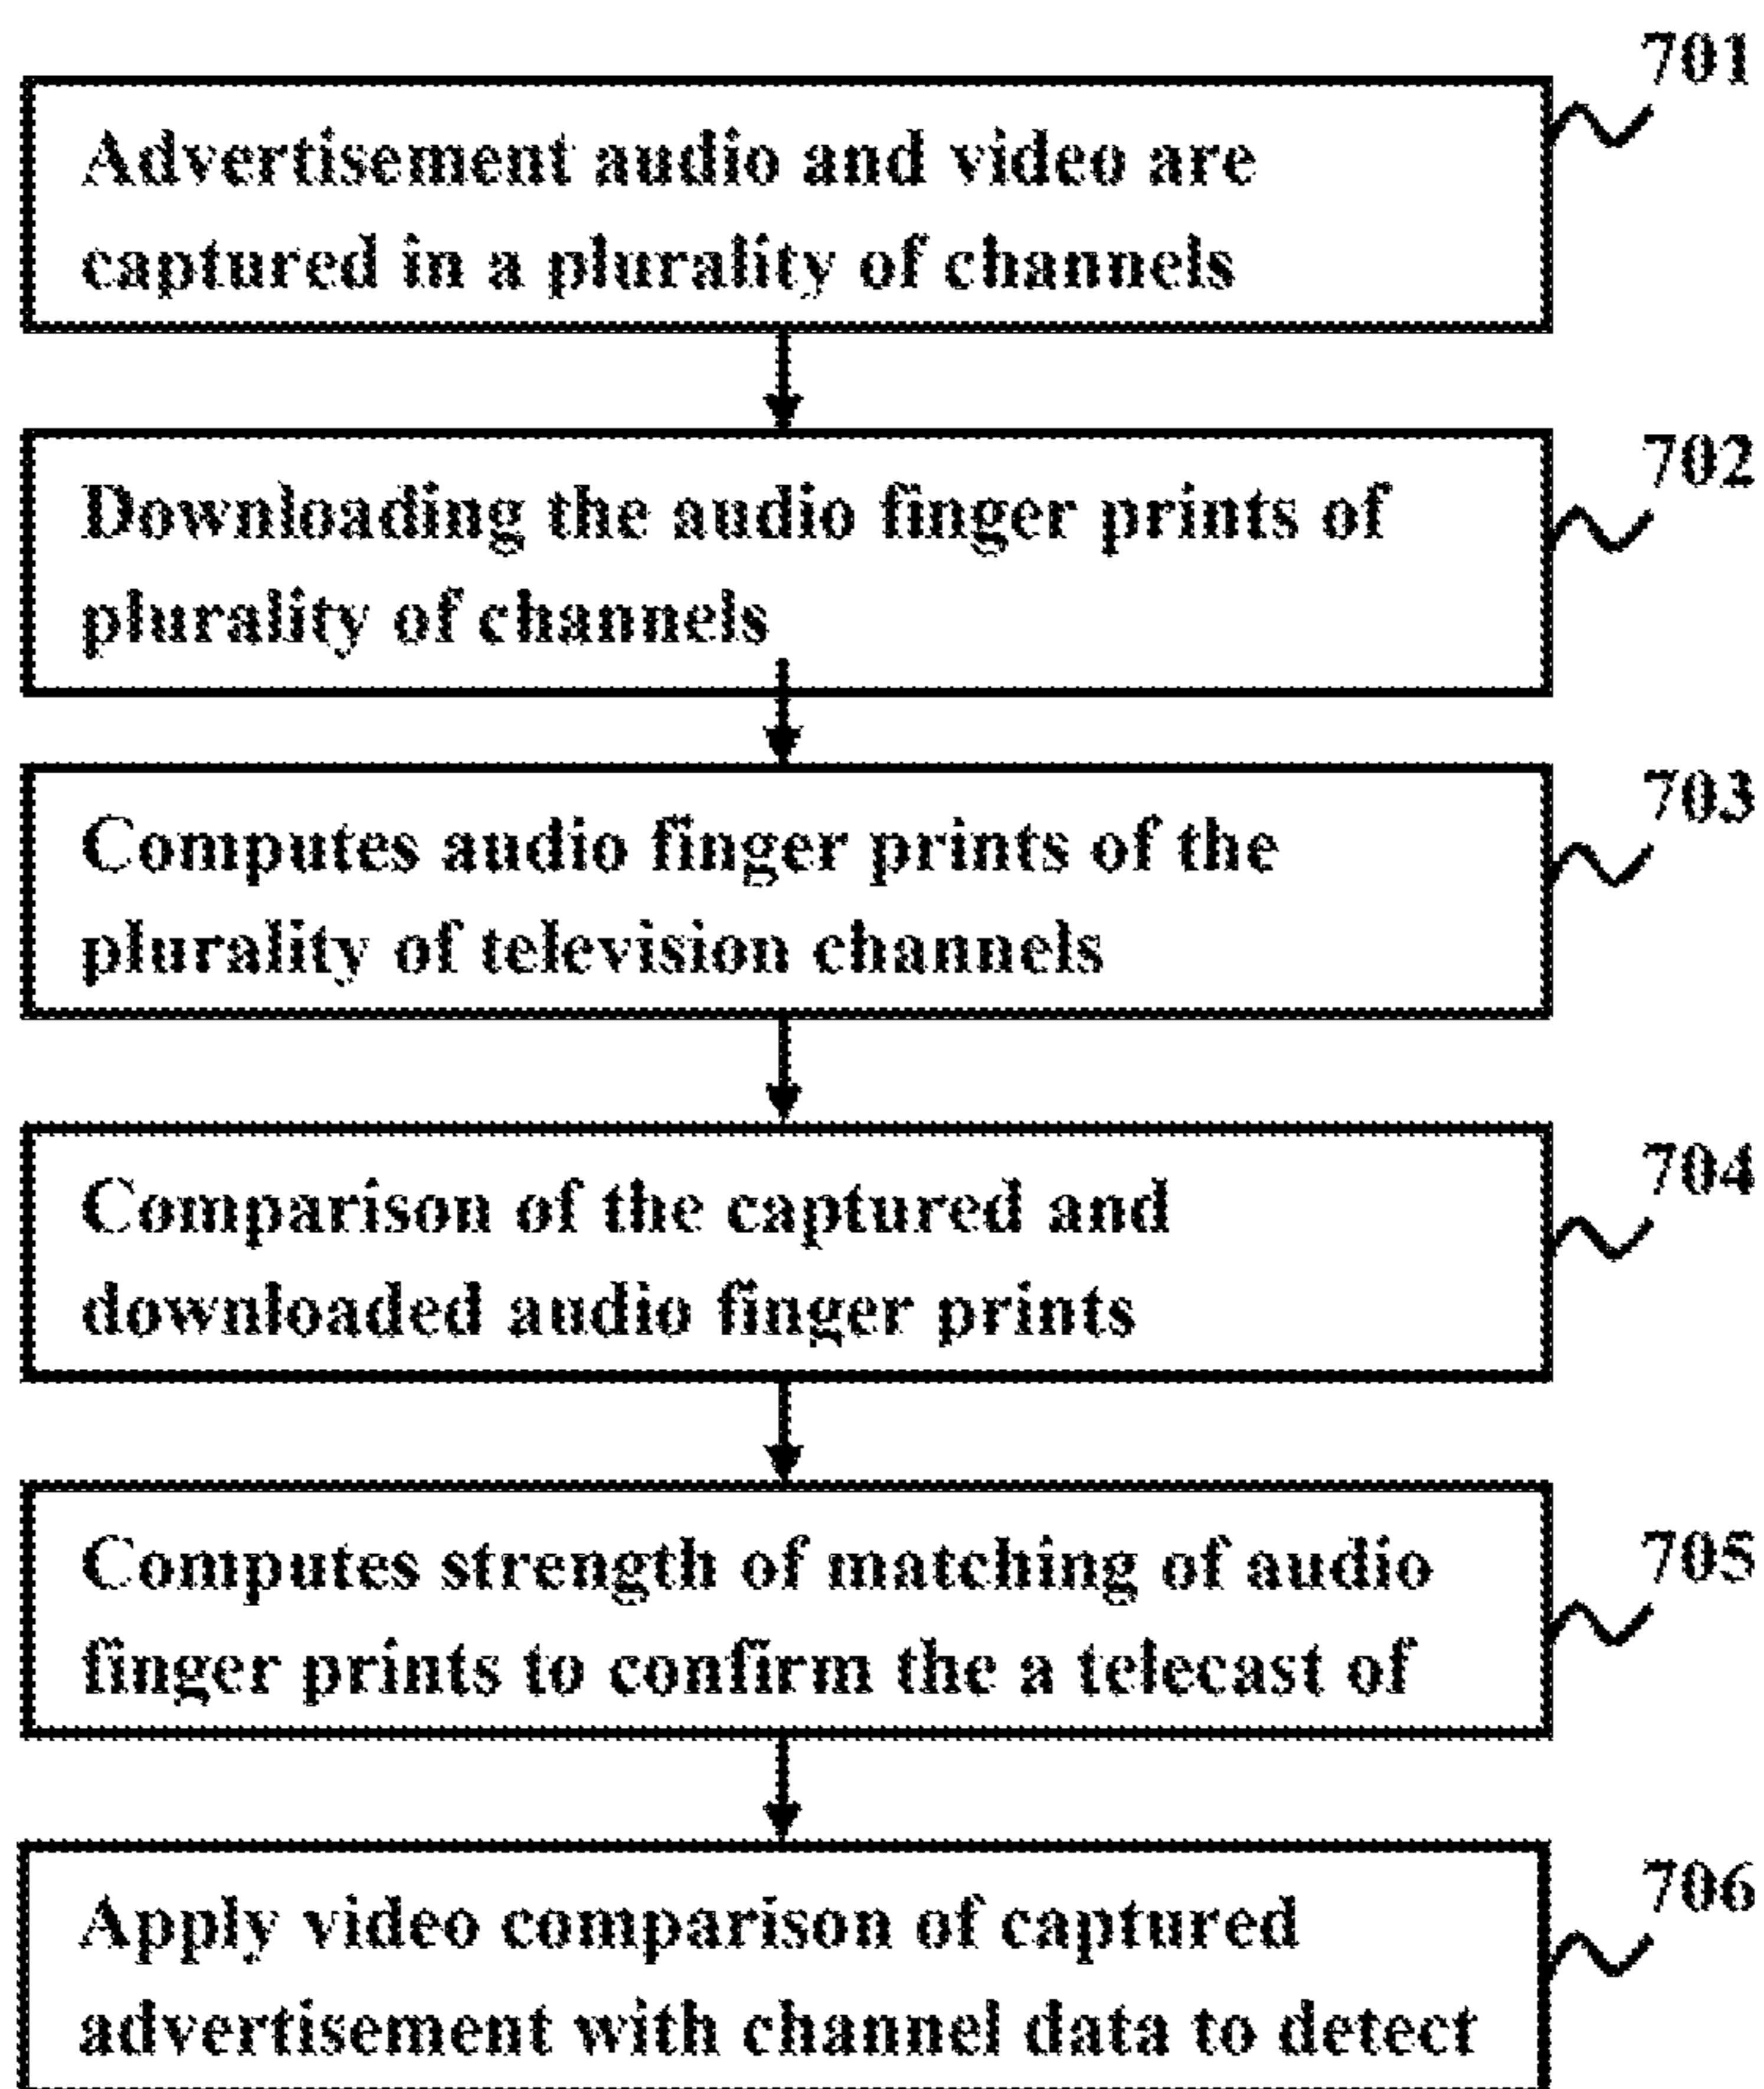 701
Advertisement audio and video are
captured in a plurality of channels
702
Downloading the audio finger prints of
plurality of channels
703
Computes audio finger prints of the
plurality of television channels
704
Comparison of the captured and
downloaded audio finger prints
705
Computes strength of matching of audio
finger prints to confirm the a telecast of
706
Apply video comparison of captured
advertisement with channel data to detect